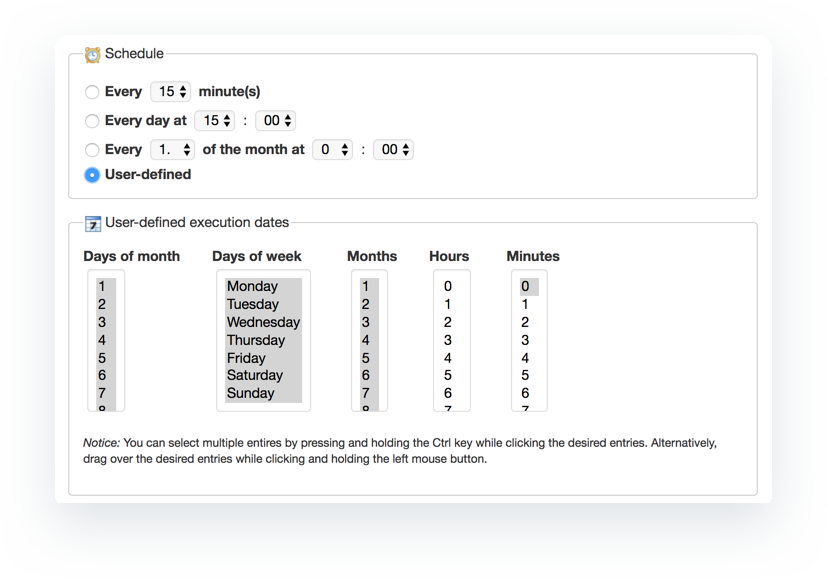 Schedule
Every 15 minute(s)
Every day at 15 : 00
Every 1. of the month at 0 : 00
User-defined
7 User-defined execution dates
Days of month Days of week Months Hours Minutes
1 Monday 1 0 0
2 Tuesday 2 1 1
3 Wednesday 3 2 2
4 Thursday 4 3 3
5 Friday 5 4 4
6 Saturday 6 5 5
7 Sunday 7 6 6
8 8 7 7
Notice: You can select multiple entires by pressing and holding the Ctrl key while clicking the desired entries. Alternatively,
drag over the desired entries while clicking and holding the left mouse button.